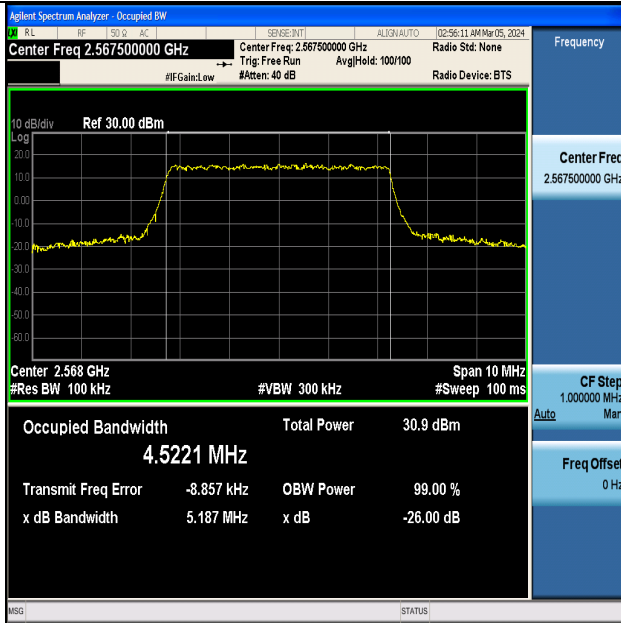 Agilent Spectrum Analyzer - Occupied BW
RL RF 50 Ω AC SENSE:INT ALIGN AUTO 02:56:11 AM Mar 05, 2024
Center Freq 2.567500000 GHz
Center Freq: 2.567500000 GHz
Radio Std: None
Trig: Free Run Avg|Hold: 100/100
#IFGain:Low
#Atten: 40 dB
Radio Device: BTS
Frequency
10 dB/div Ref 30.00 dBm
Log
20.0
10.0
0.00
-10.0
-20.0
-30.0
-40.0
-50.0
-60.0
Center 2.568 GHz
Span 10 MHz
#Res BW 100 kHz
#VBW 300 kHz
#Sweep 100 ms
Occupied Bandwidth
4.5221 MHz
Total Power 30.9 dBm
Transmit Freq Error -8.857 kHz
OBW Power 99.00 %
x dB Bandwidth 5.187 MHz
x dB -26.00 dB
Center Freq
2.567500000 GHz
CF Step
1.000000 MHz
Auto Man
Freq Offset
0 Hz
MSG
STATUS